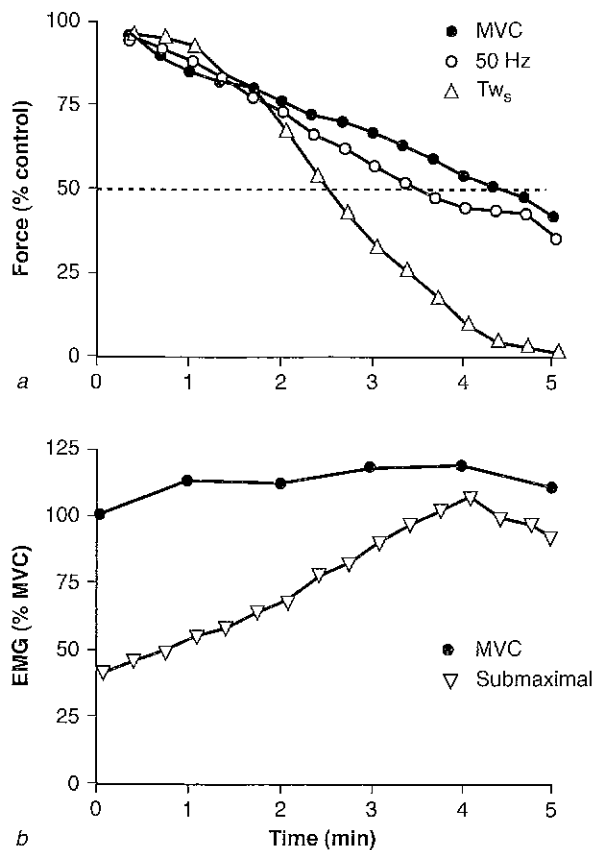 100
75
50
25
0
Force (% control)
MVC
50 Hz
Tws
0 1 2 3 4 5
a
125
100
75
50
25
0
EMG (% MVC)
MVC
Submaximal
0 1 2 3 4 5
Time (min)
b